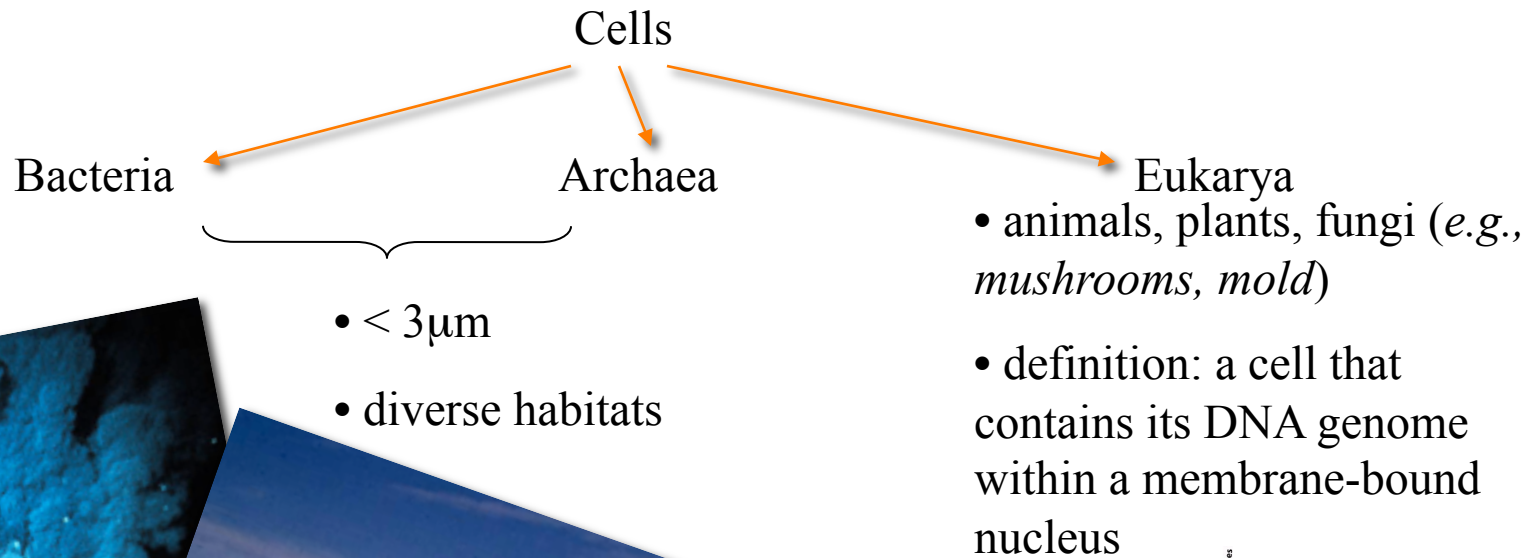 Cells
Bacteria
Archaea
Eukarya
• < 3μm
• diverse habitats
• animals, plants, fungi (e.g.,
mushrooms, mold)
• definition: a cell that
contains its DNA genome
within a membrane-bound
nucleus